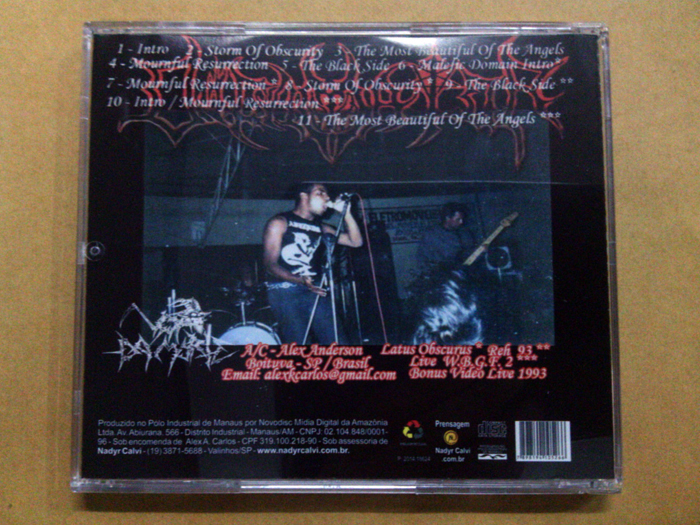 1 - Intro 2 - Storm Of Obscurity 3 - The Most Beautiful Of The Angels
4 - Mournful Resurrection 5 - The Black Side 6 - Malefic Domain Intro*
7 - Mournful Resurrection * 8 - Storm Of Obscurity * 9 - The Black Side **
10 - Intro / Mournful Resurrection ***
11 - The Most Beautiful Of The Angels ***
A/C - Alex Anderson
Boituva - SP / Brasil
Email: alexkcarlos@gmail.com
Latus Obscurus * Reh 93 **
Live W.B.G.F. 2 ***
Bonus Video Live 1993
Produzido no Pólo Industrial de Manaus por Novodisc Mídia Digital da Amazônia
Ltda. Av. Abiurana. 566 - Distrito Industrial - Manaus/AM - CNPJ: 02.104.848/0001-
96 - Sob encomenda de Alex A. Carlos - CPF 319.100.218-90 - Sob assessoria de
Nadyr Calvi - (19) 3871-5688 - Valinhos/SP - www.nadyrcalvi.com.br.
Prensagem
Nadyr Calvi
.com.br